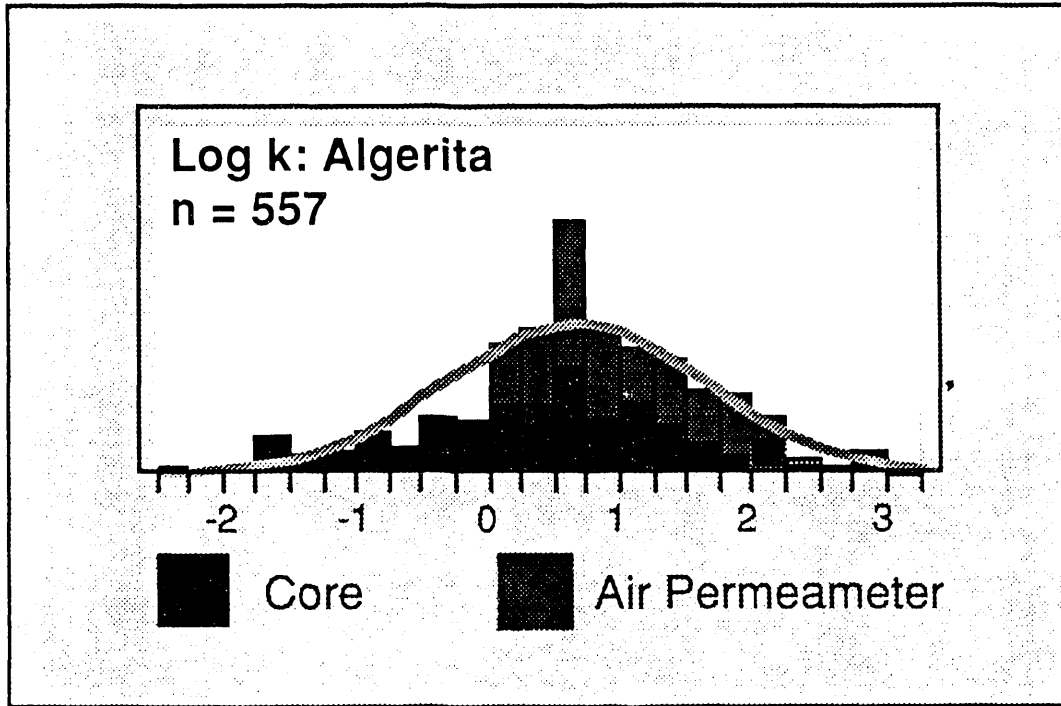 Log k: Algerita
n = 557
-2 -1 0 1 2 3
Core
Air Permeameter